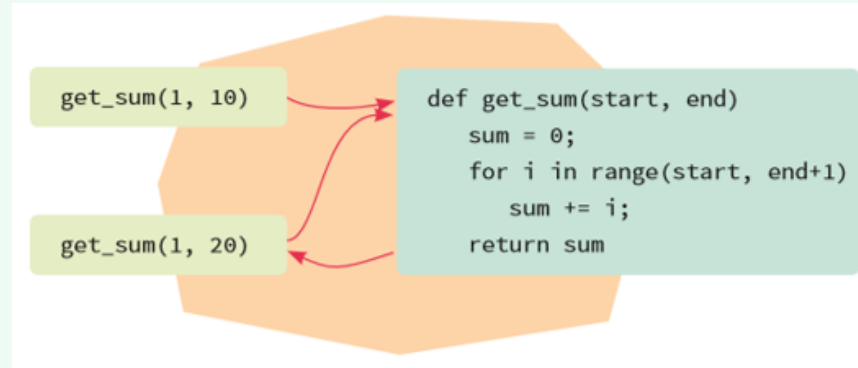 get_sum(1, 10)
get_sum(1, 20)
def get_sum(start, end)
sum = 0;
for i in range(start, end+1)
sum += i;
return sum